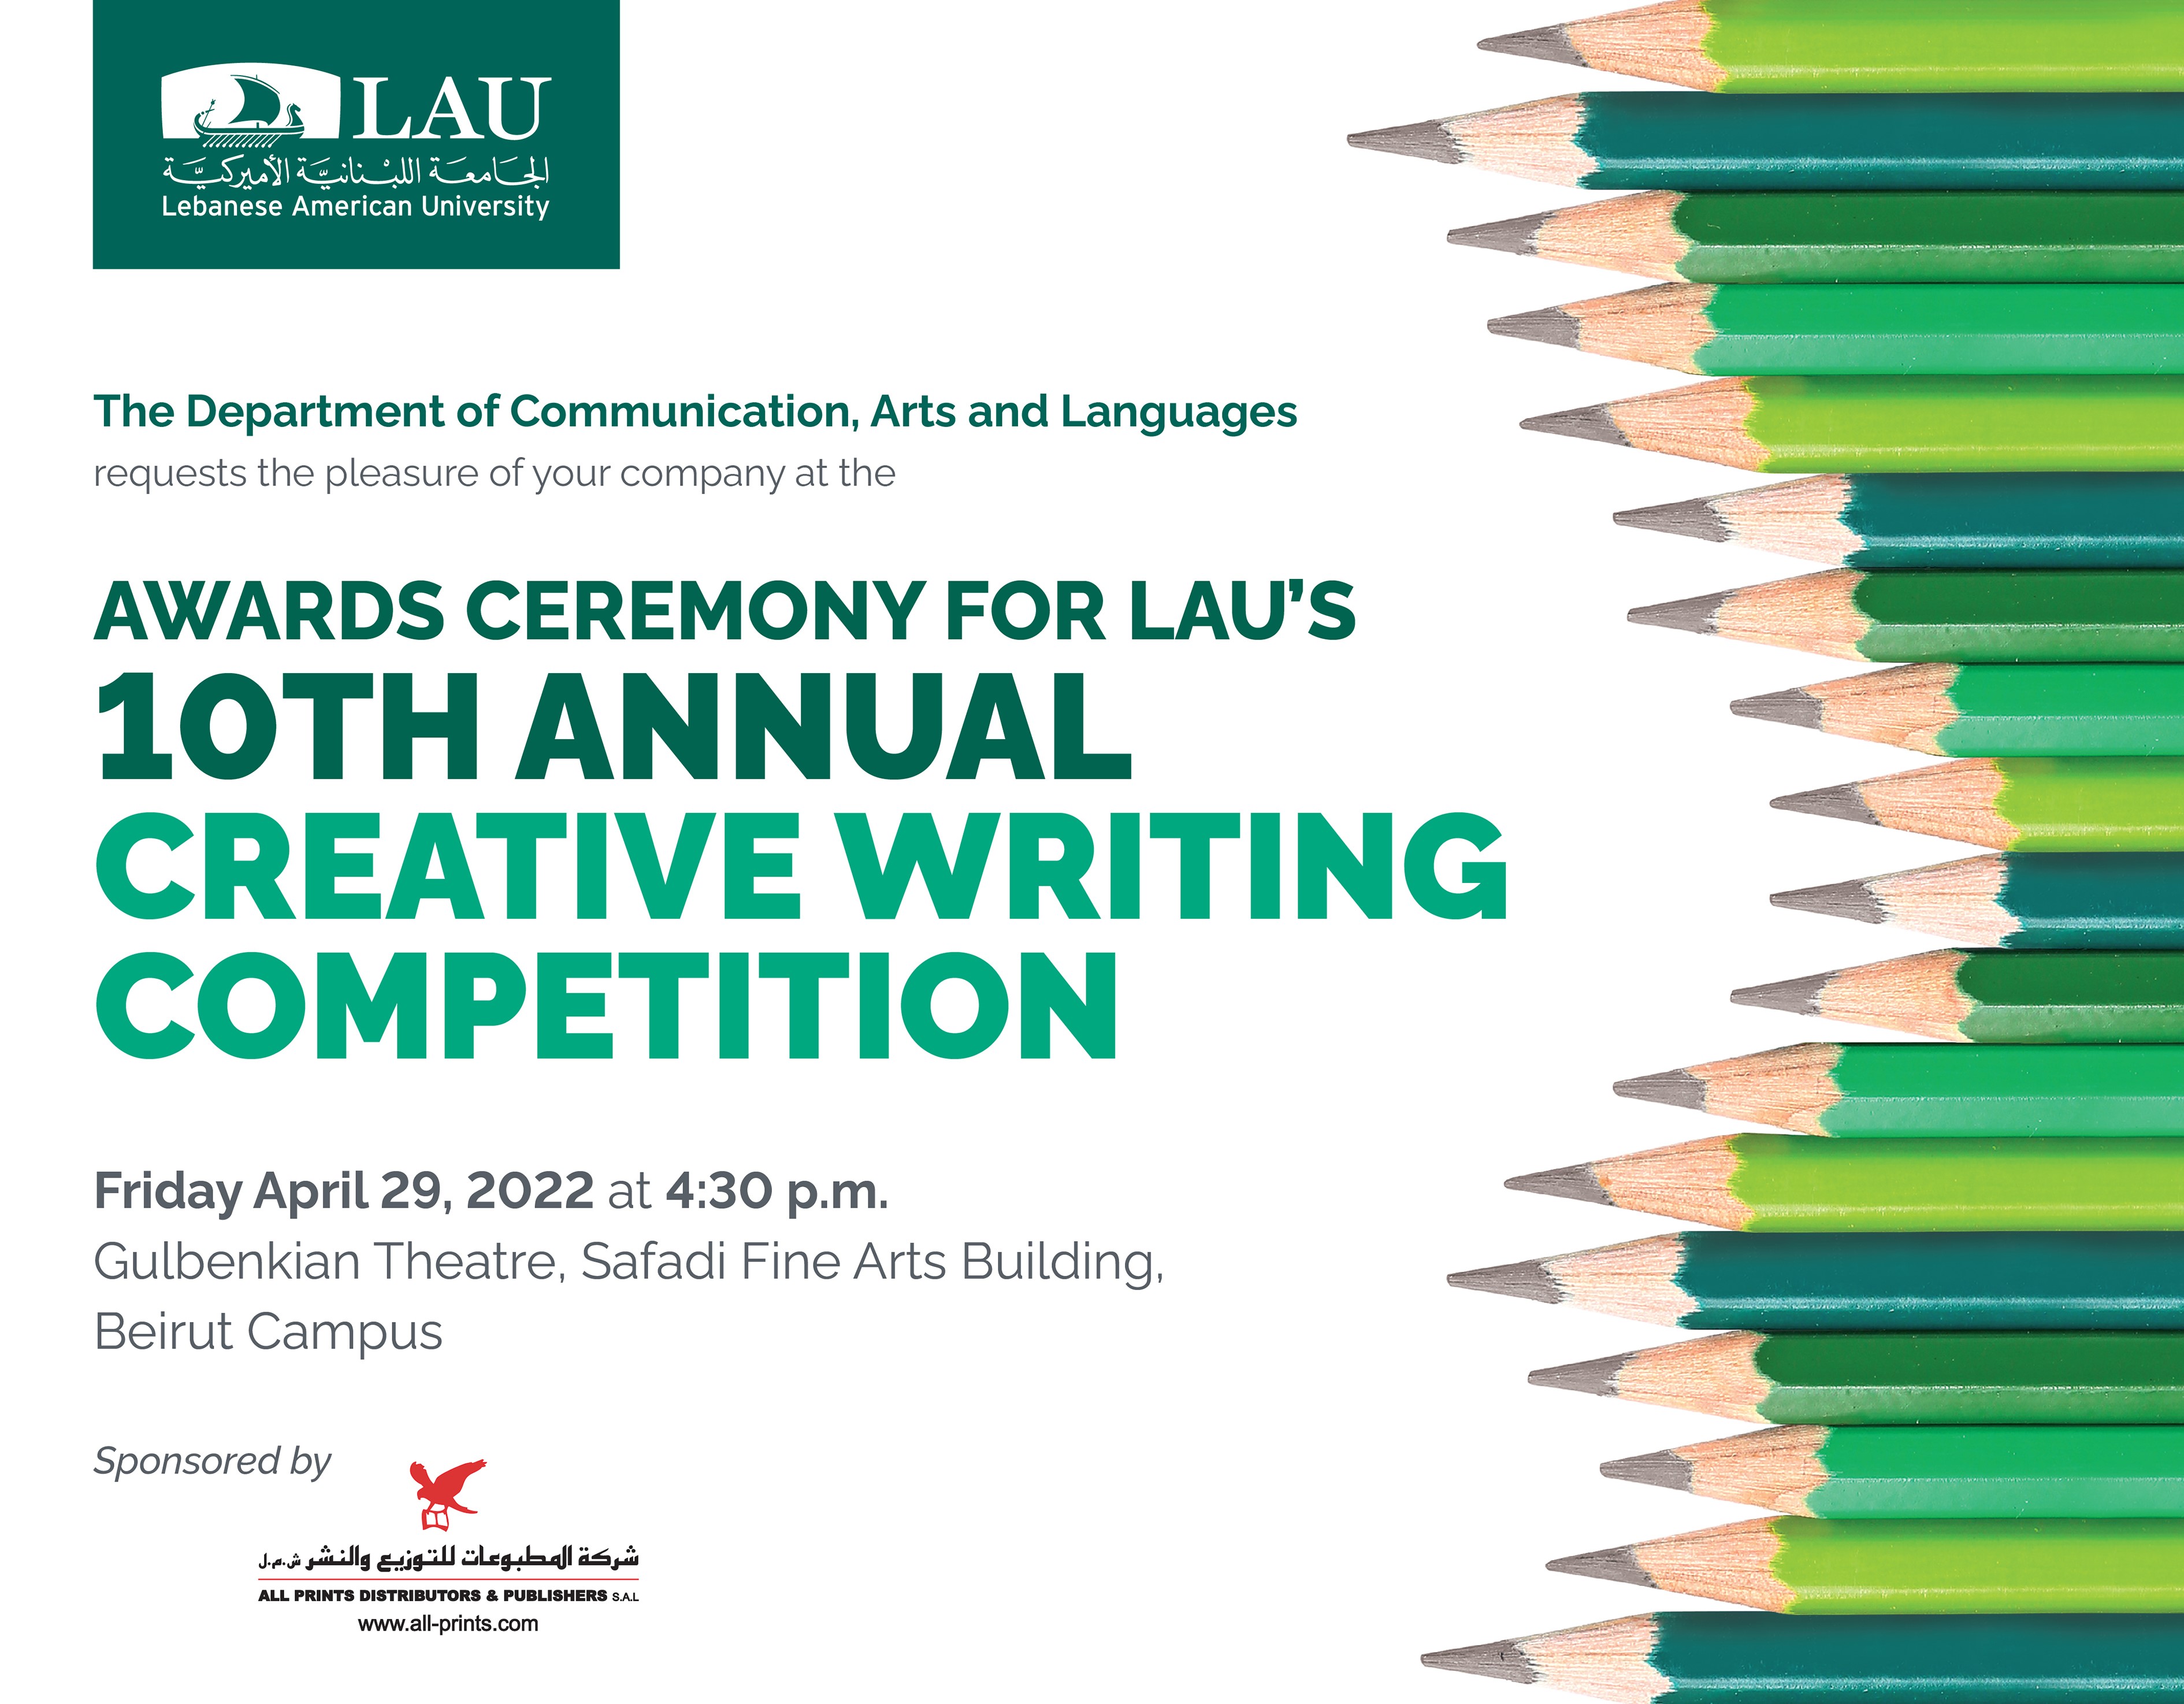 LAU
الجامعة اللبنانية الأميركية
Lebanese American University
The Department of Communication, Arts and Languages
requests the pleasure of your company at the
AWARDS CEREMONY FOR LAU’S
10TH ANNUAL
CREATIVE WRITING
COMPETITION
Friday April 29, 2022 at 4:30 p.m.
Gulbenkian Theatre, Safadi Fine Arts Building,
Beirut Campus
Sponsored by
شركة المطبوعات للتوزيع والنشر ش.م.ل
ALL PRINTS DISTRIBUTORS & PUBLISHERS S.A.L
www.all-prints.com